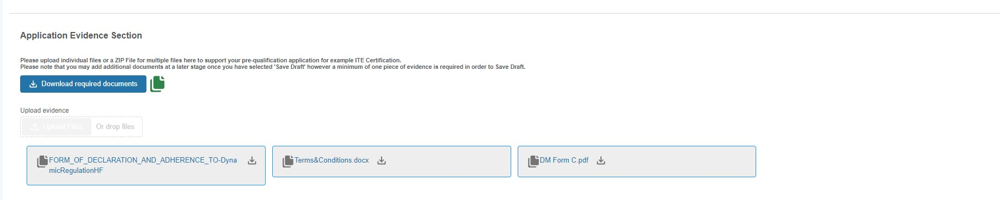 Application Evidence Section
Please upload individual files or a ZIP File for multiple files here to support your pre-qualification application for example ITE Certification.
Please note that you may add additional documents at a later stage once you have selected 'Save Draft' however a minimum of one piece of evidence is required in order to Save Draft.
Download required documents
Upload evidence
Upload Files Or drop files
FORM_OF_DECLARATION_AND_ADHERENCE_TO-Dyna
micRegulationHF
Terms&Conditions.docx
DM Form C.pdf